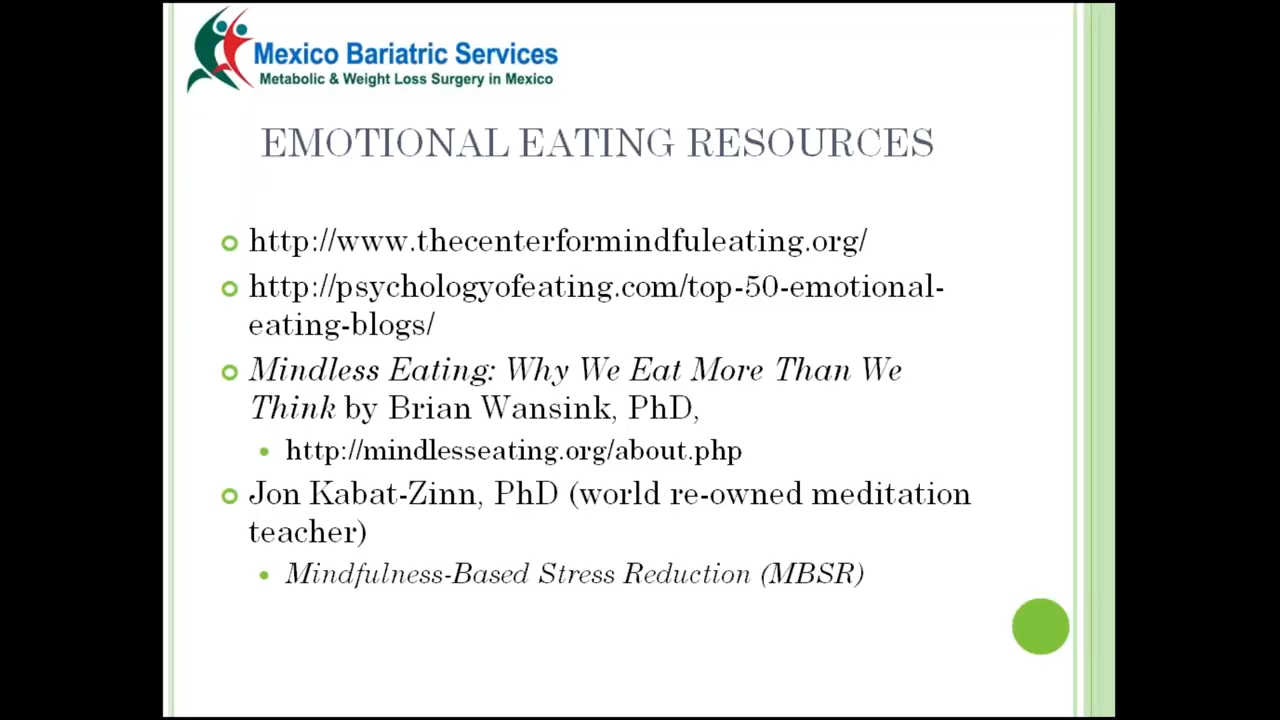 Mexico Bariatric Services
Metabolic & Weight Loss Surgery in Mexico
EMOTIONAL EATING RESOURCES
http://www.thecenterformindfuleating.org/
http://psychologyofeating.com/top-50-emotional-
eating-blogs/
Mindless Eating: Why We Eat More Than We
Think by Brian Wansink, PhD,
http://mindlesseating.org/about.php
Jon Kabat-Zinn, PhD (world re-owned meditation
teacher)
Mindfulness-Based Stress Reduction (MBSR)